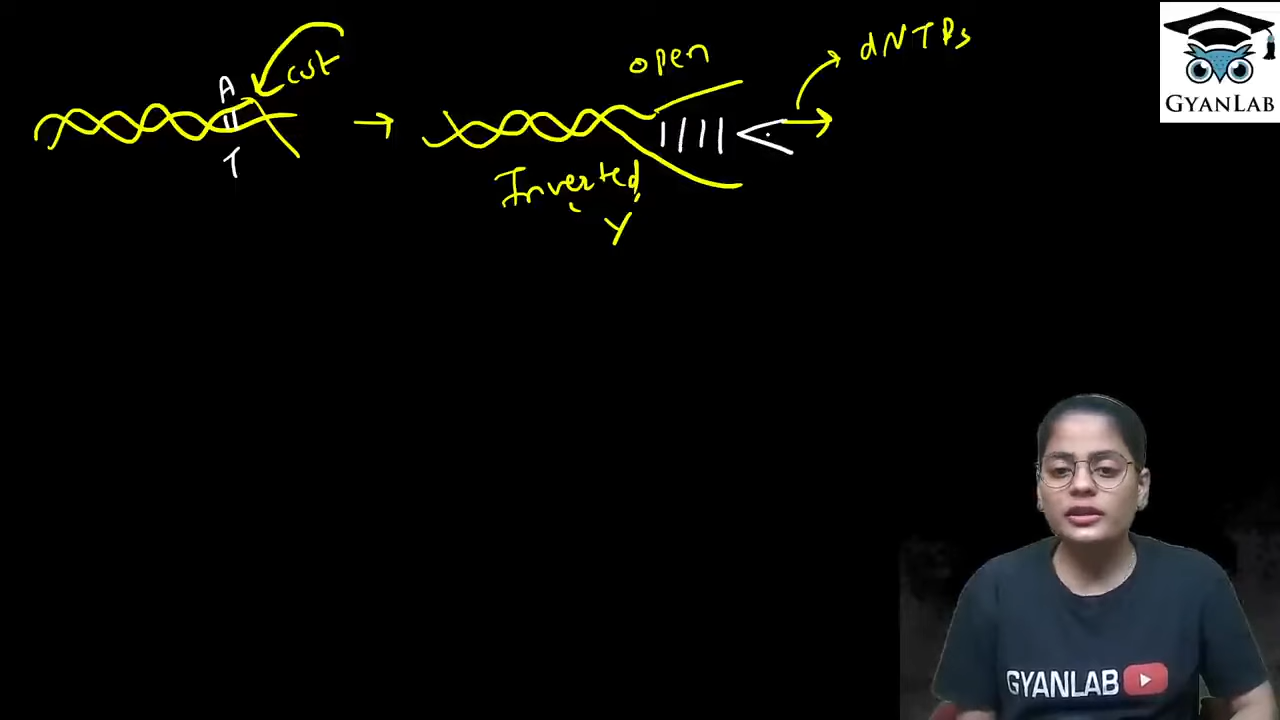 A
T
cut
open
Inverted
Y
dNTPs
GYANLAB
GYANLAB